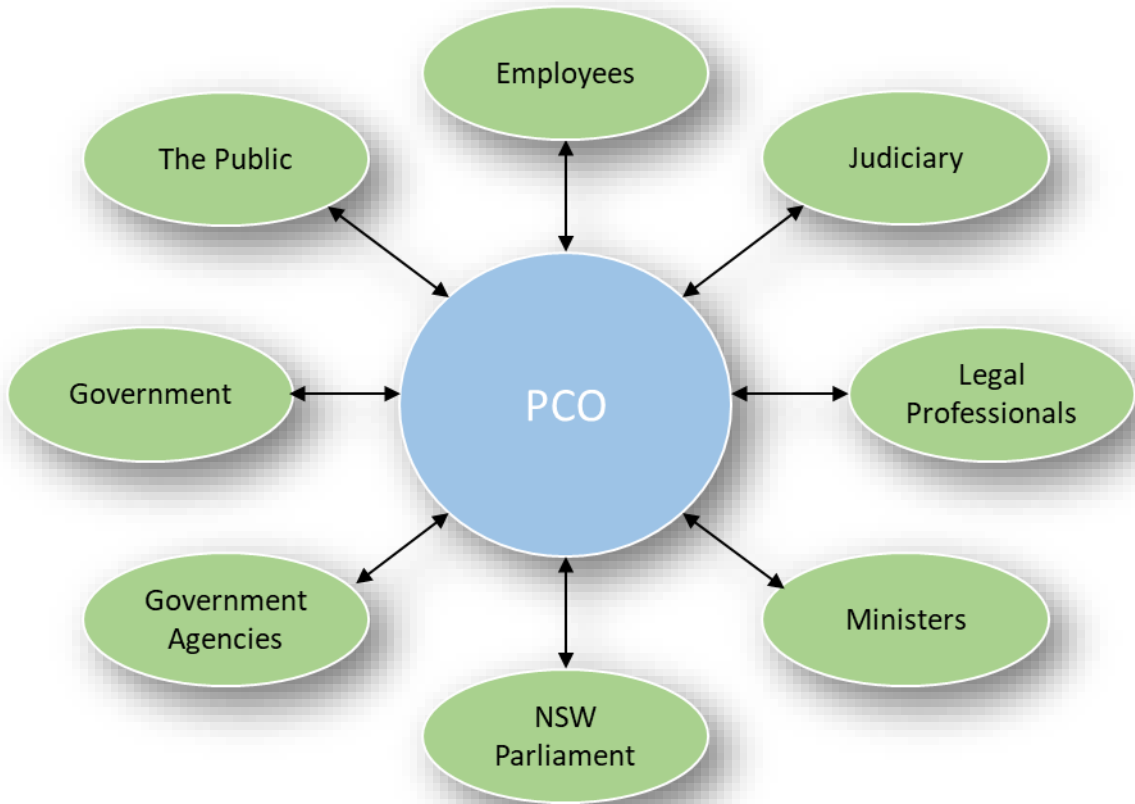 Employees
The Public
Judiciary
Government
PCO
Legal
Professionals
Government
Agencies
Ministers
NSW
Parliament